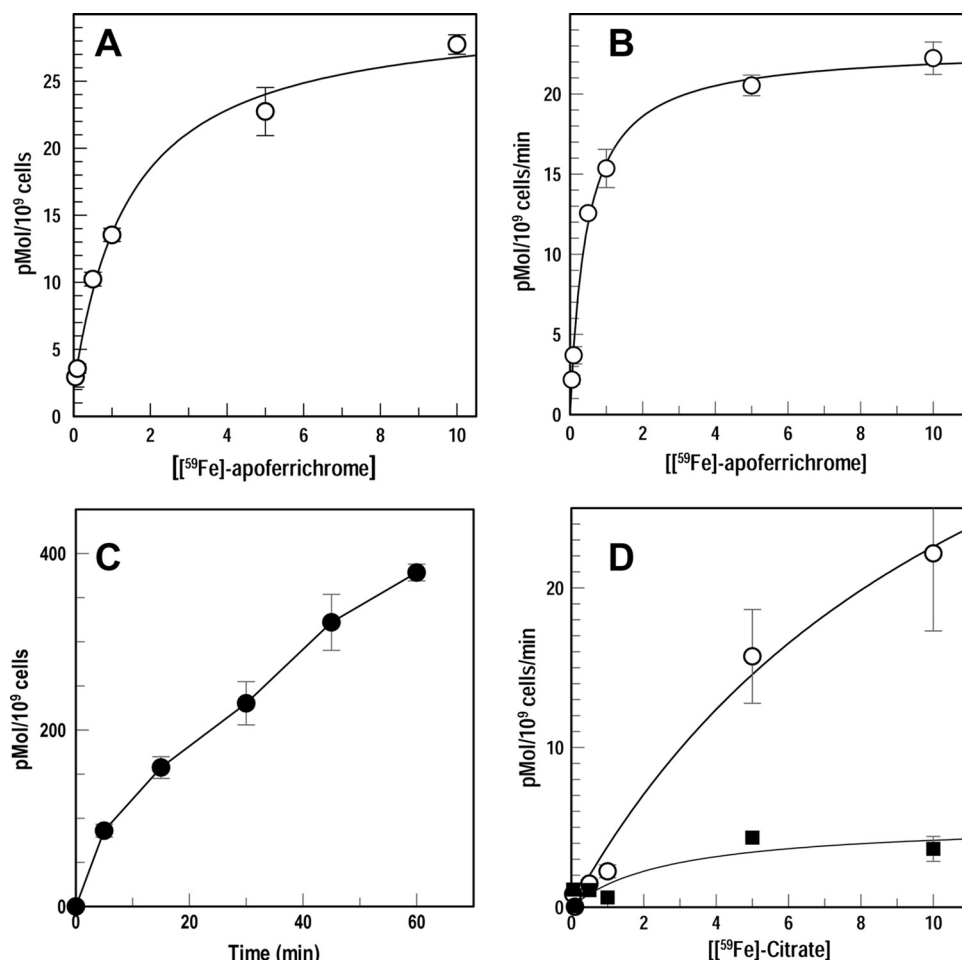 A
pMol/10⁹ cells
25
20
15
10
5
0
0 2 4 6 8 10
[[⁵⁹Fe]-apoferrichrome]
B
pMol/10⁹ cells/min
20
15
10
5
0
0 2 4 6 8 10
[[⁵⁹Fe]-apoferrichrome]
C
pMol/10⁹ cells
400
200
0
0 20 40 60
Time (min)
D
pMol/10⁹ cells/min
20
10
0
0 2 4 6 8 10
[[⁵⁹Fe]-Citrate]